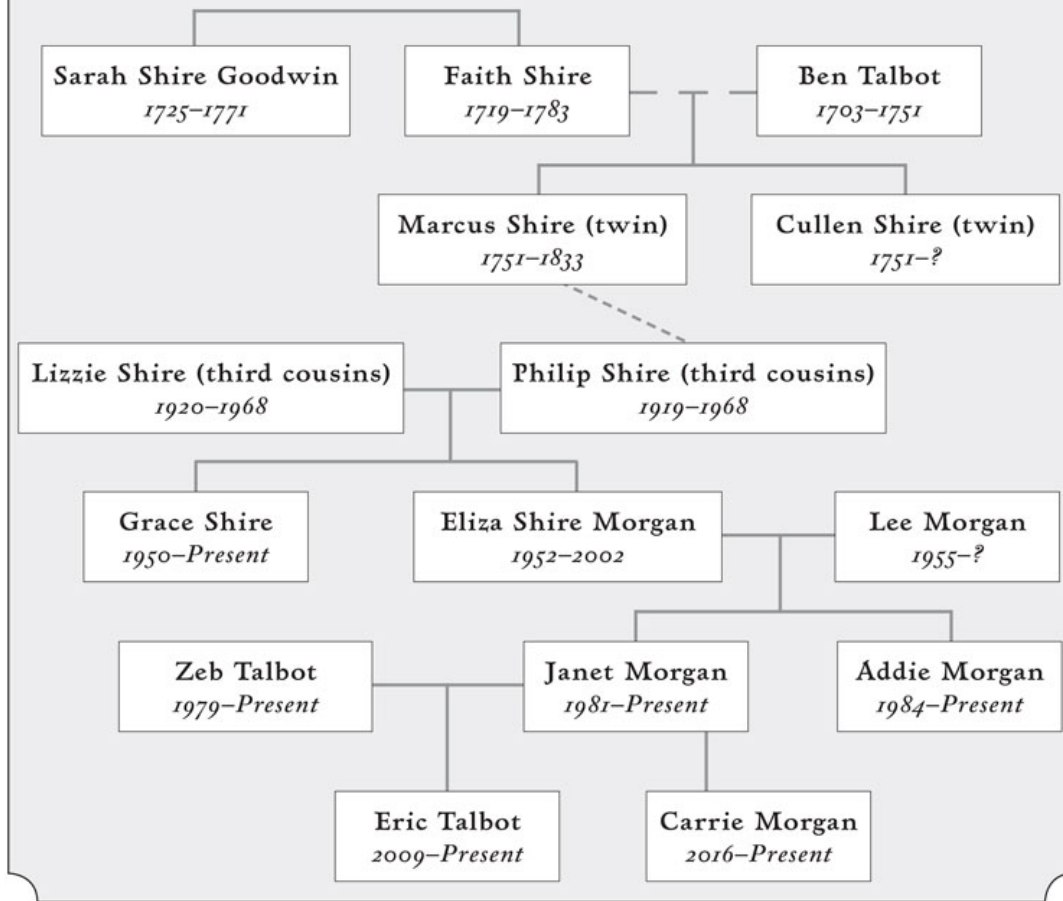 Sarah Shire Goodwin
1725–1771
Faith Shire
1719–1783
Ben Talbot
1703–1751
Marcus Shire (twin)
1751–1833
Cullen Shire (twin)
1751–?
Lizzie Shire (third cousins)
1920–1968
Philip Shire (third cousins)
1919–1968
Grace Shire
1950–Present
Eliza Shire Morgan
1952–2002
Lee Morgan
1955–?
Zeb Talbot
1979–Present
Janet Morgan
1981–Present
Addie Morgan
1984–Present
Eric Talbot
2009–Present
Carrie Morgan
2016–Present